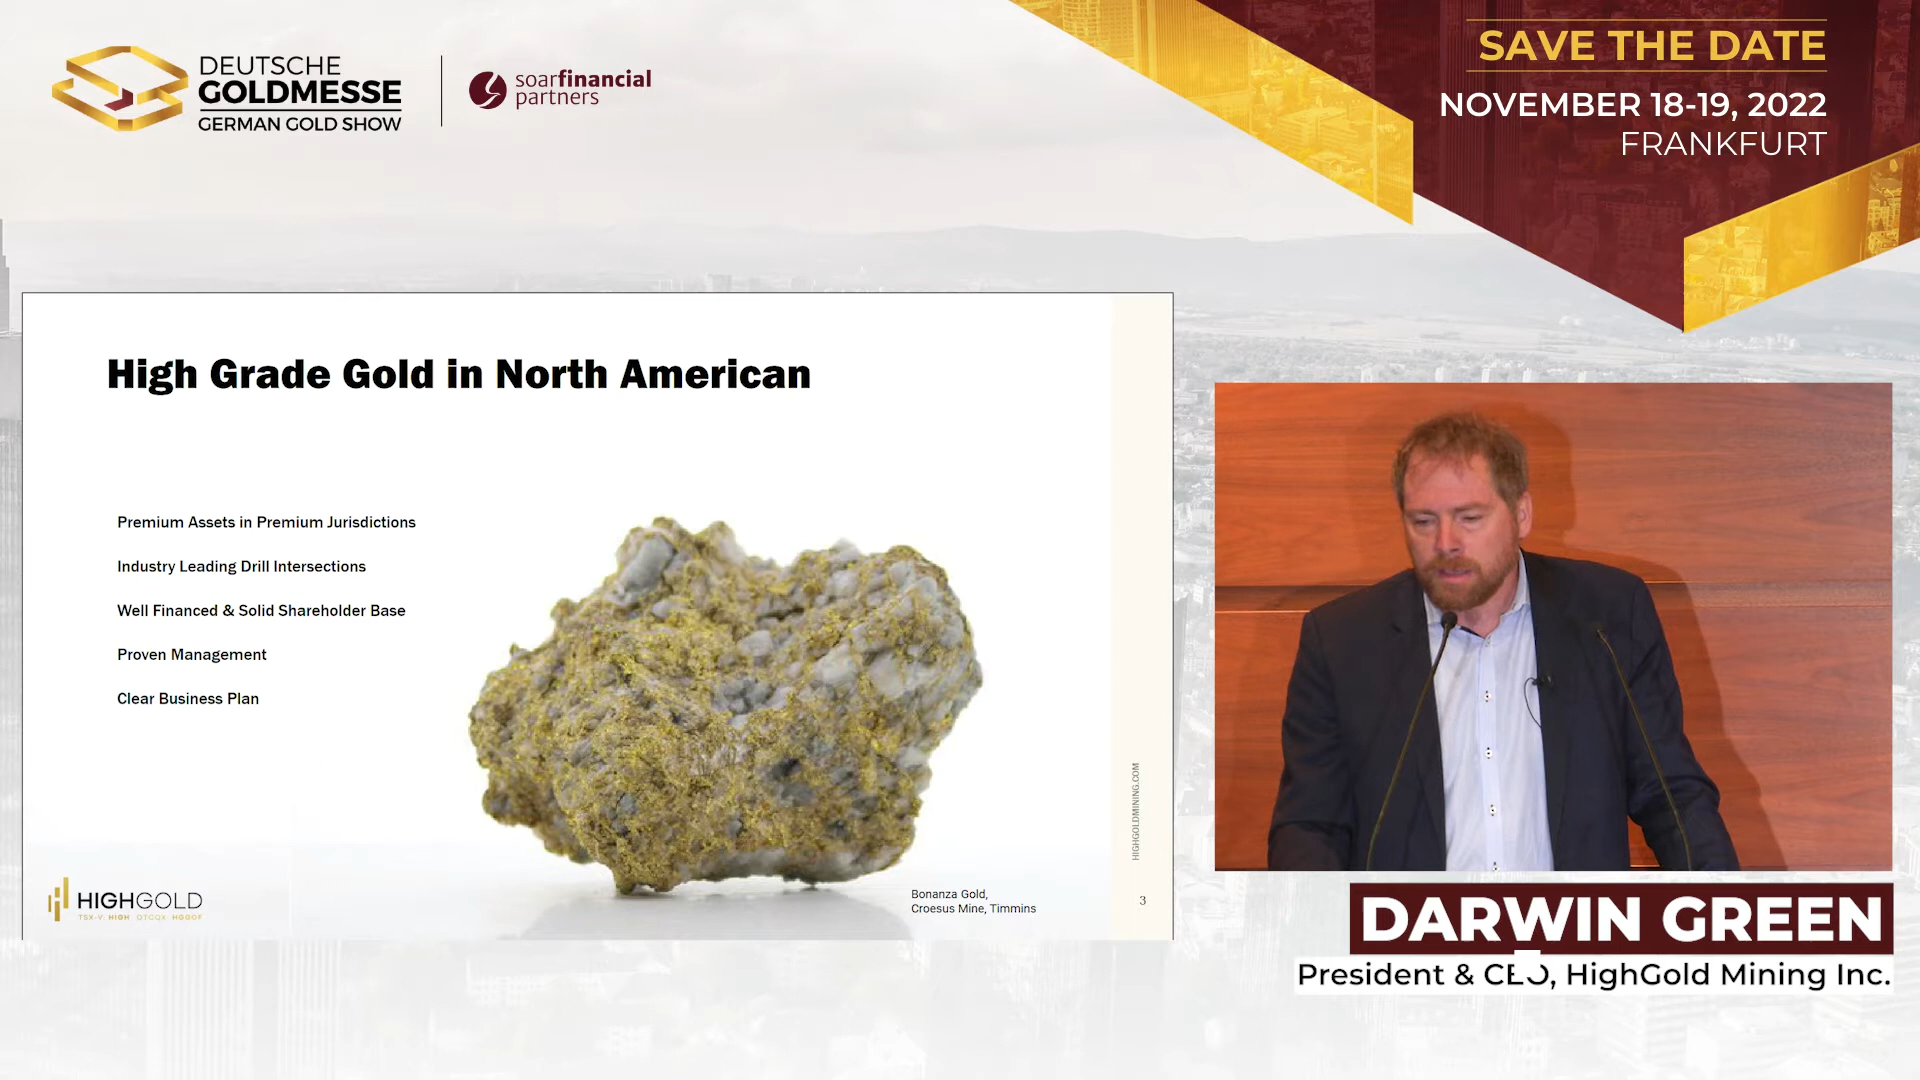 DEUTSCHE
GOLDMESSE
GERMAN GOLD SHOW
soarfinancial
partners
SAVE THE DATE
NOVEMBER 18-19, 2022
FRANKFURT
High Grade Gold in North American
Premium Assets in Premium Jurisdictions
Industry Leading Drill Intersections
Well Financed & Solid Shareholder Base
Proven Management
Clear Business Plan
HIGHGOLD
TSX-V: HIGH OTCQX: HGGOF
Bonanza Gold,
Croesus Mine, Timmins
HIGHGOLDMINING.COM
3
DARWIN GREEN
President & CEO, HighGold Mining Inc.